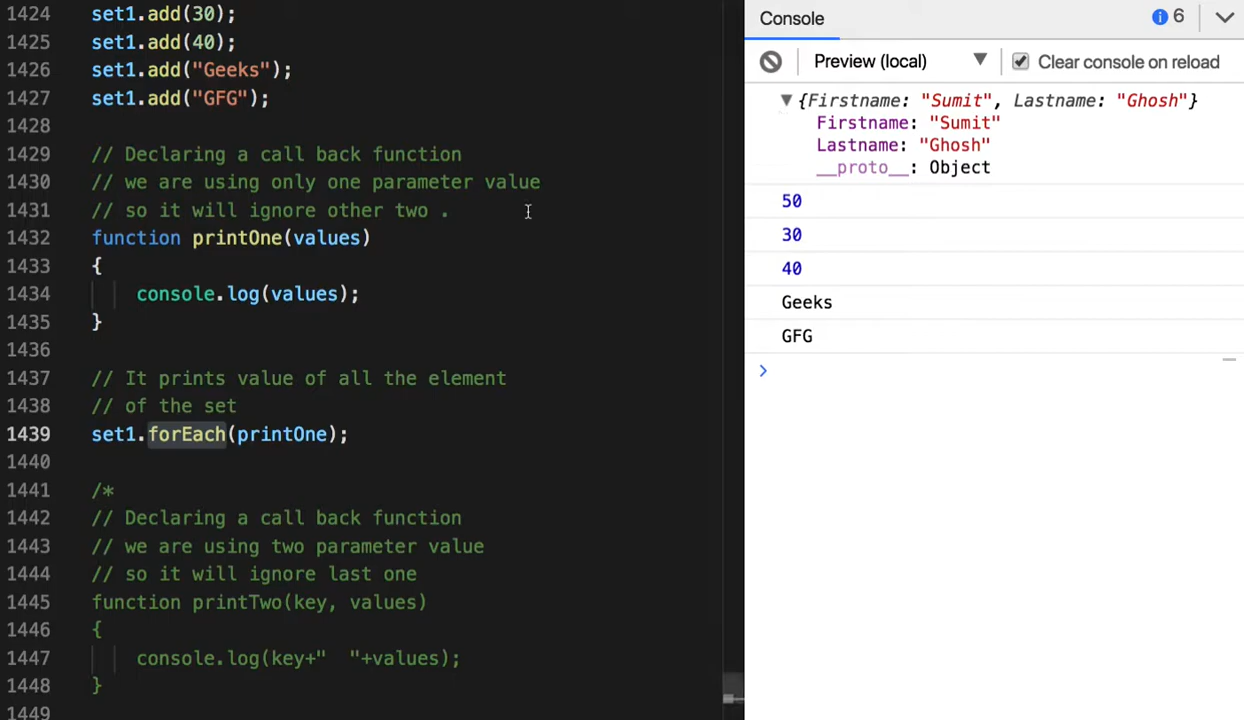 1424 set1.add(30);
1425 set1.add(40);
1426 set1.add("Geeks");
1427 set1.add("GFG");
1428
1429 // Declaring a call back function
1430 // we are using only one parameter value
1431 // so it will ignore other two .
1432 function printOne(values)
1433 {
1434 console.log(values);
1435 }
1436
1437 // It prints value of all the element
1438 // of the set
1439 set1.forEach(printOne);
1440
1441 /*
1442 // Declaring a call back function
1443 // we are using two parameter value
1444 // so it will ignore last one
1445 function printTwo(key, values)
1446 {
1447 console.log(key+"  "+values);
1448 }
1449
Console
6
Preview (local)
Clear console on reload
{Firstname: "Sumit", Lastname: "Ghosh"}
Firstname: "Sumit"
Lastname: "Ghosh"
__proto__: Object
50
30
40
Geeks
GFG